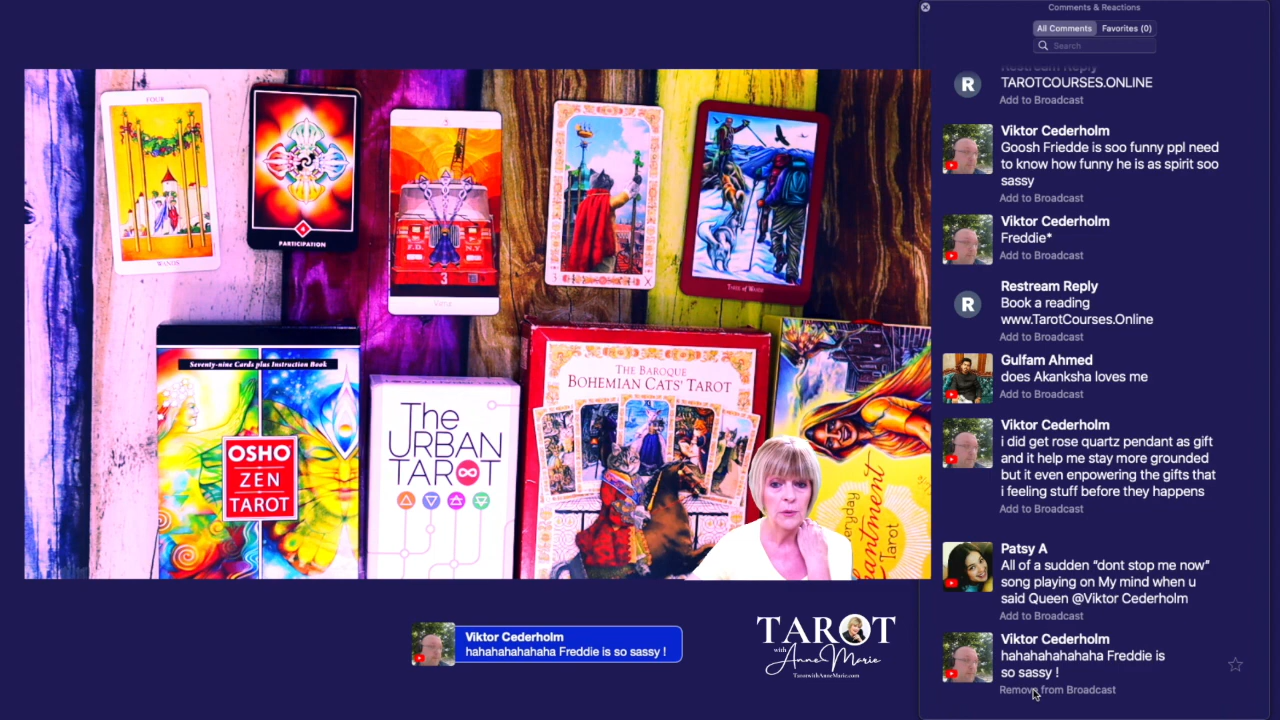 Comments & Reactions
All Comments
Favorites (0)
Search
Restream Reply
TAROTCOURSES.ONLINE
Add to Broadcast
Viktor Cederholm
Goosh Friedde is soo funny ppl need
to know how funny he is as spirit soo
sassy
Add to Broadcast
Viktor Cederholm
Freddie*
Add to Broadcast
Restream Reply
Book a reading
www.TarotCourses.Online
Add to Broadcast
Gulfam Ahmed
does Akanksha loves me
Add to Broadcast
Viktor Cederholm
i did get rose quartz pendant as gift
and it help me stay more grounded
but it even enpowering the gifts that
i feeling stuff before they happens
Add to Broadcast
Patsy A
All of a sudden “dont stop me now”
song playing on My mind when u
said Queen @Viktor Cederholm
Add to Broadcast
Viktor Cederholm
hahahahahahaha Freddie is
so sassy !
Remove from Broadcast
R
R
FOUR
WANDS
4
PARTICIPATION
3
F.D.
N.Y.
3
Three of Wands
Seventy-nine Cards plus Instruction Book
OSHO
ZEN
TAROT
The
URBAN
TAROT
THE BAROQUE
BOHEMIAN CATS' TAROT
everyday
enchantment
Tarot
Viktor Cederholm
hahahahahahaha Freddie is so sassy !
TAROT
with
Anne Marie
TarotwithAnneMarie.com